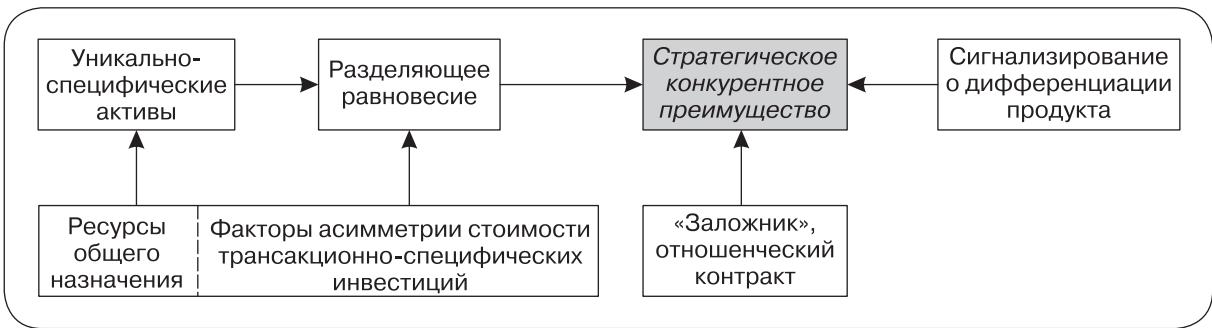 Уникально-
специфические
активы
Разделяющее
равновесие
Стратегическое
конкурентное
преимущество
Сигнализирование
о дифференциации
продукта
Ресурсы
общего
назначения
Факторы асимметрии стоимости
трансакционно-специфических
инвестиций
«Заложник»,
отношенческий
контракт